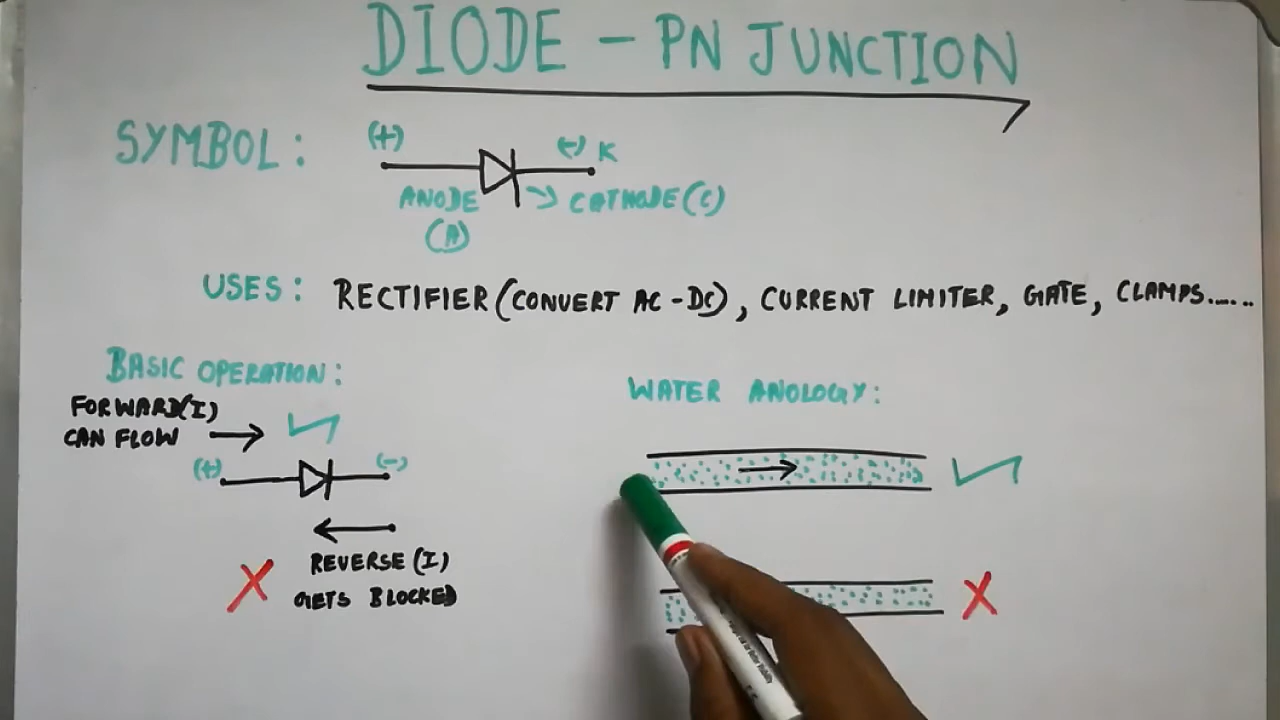 DIODE - PN JUNCTION
SYMBOL:
(+) (-) K
ANODE CATHODE(C)
(A)
USES: RECTIFIER(CONVERT AC-DC), CURRENT LIMITER, GATE, CLAMPS......
BASIC OPERATION:
FORWARD(I)
CAN FLOW
(+) (-)
REVERSE(I)
GETS BLOCKED
WATER ANOLOGY: